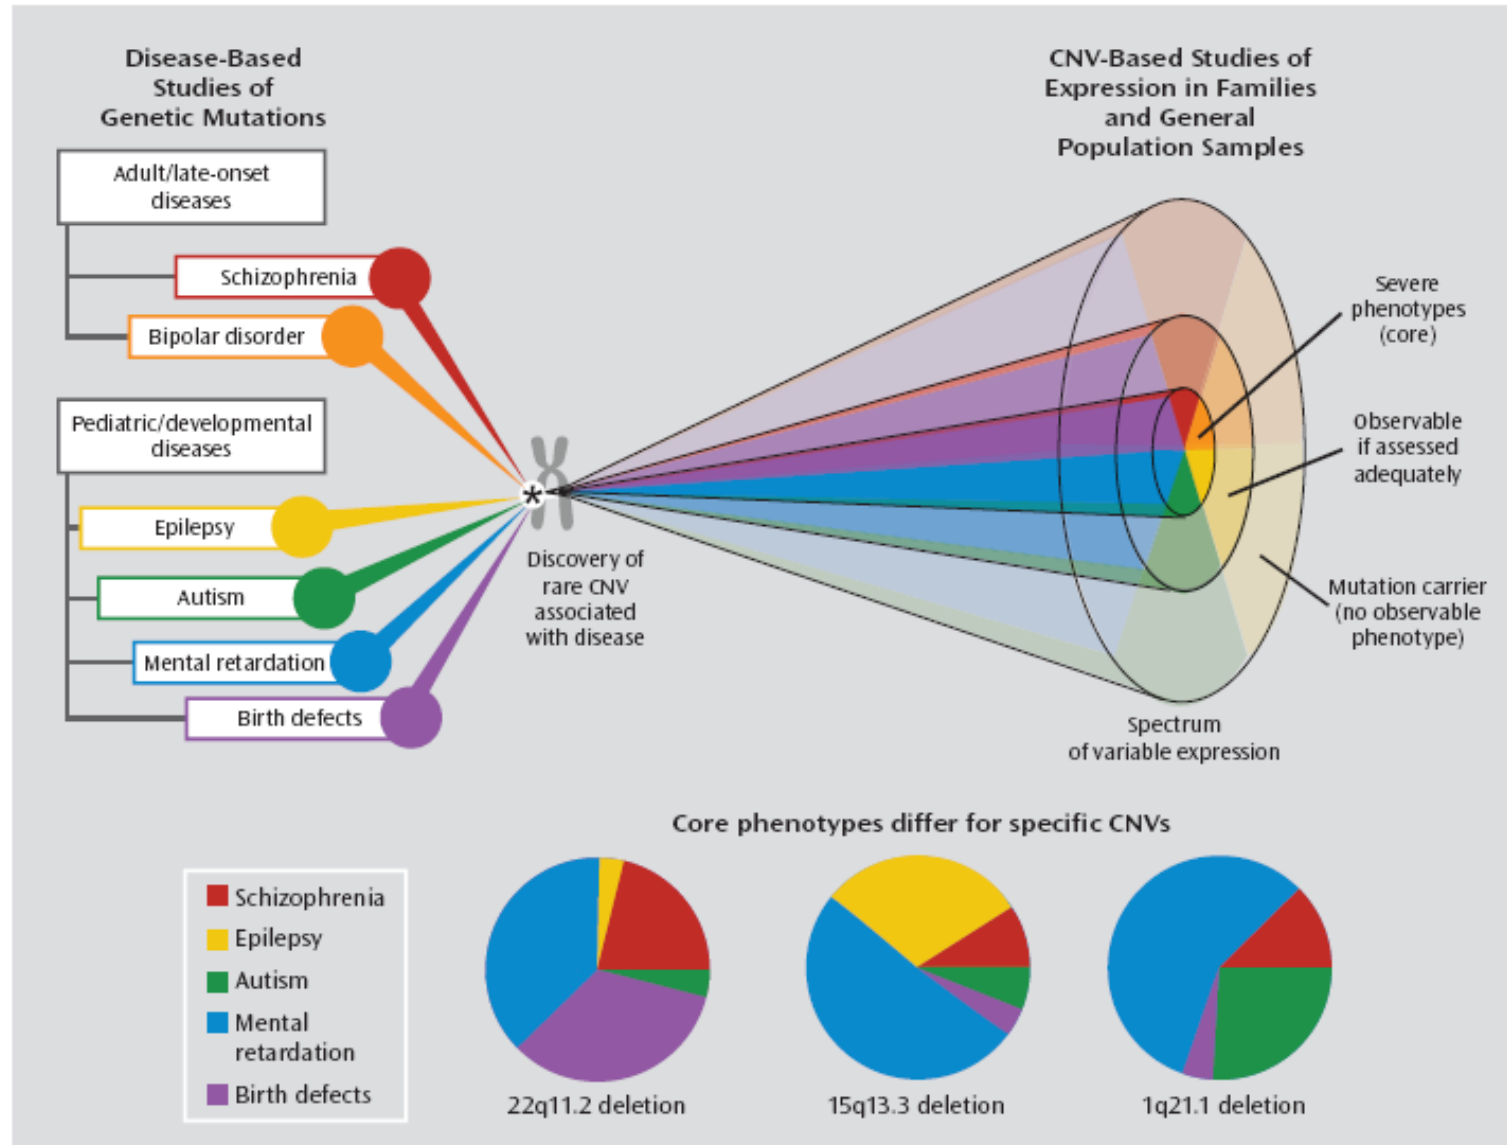 Disease-Based
Studies of
Genetic Mutations
Adult/late-onset
diseases
Schizophrenia
Bipolar disorder
Pediatric/developmental
diseases
Epilepsy
Autism
Mental retardation
Birth defects
*
Discovery of
rare CNV
associated
with disease
CNV-Based Studies of
Expression in Families
and General
Population Samples
Severe
phenotypes
(core)
Observable
if assessed
adequately
Mutation carrier
(no observable
phenotype)
Spectrum
of variable expression
Core phenotypes differ for specific CNVs
Schizophrenia
Epilepsy
Autism
Mental
retardation
Birth defects
22q11.2 deletion
15q13.3 deletion
1q21.1 deletion